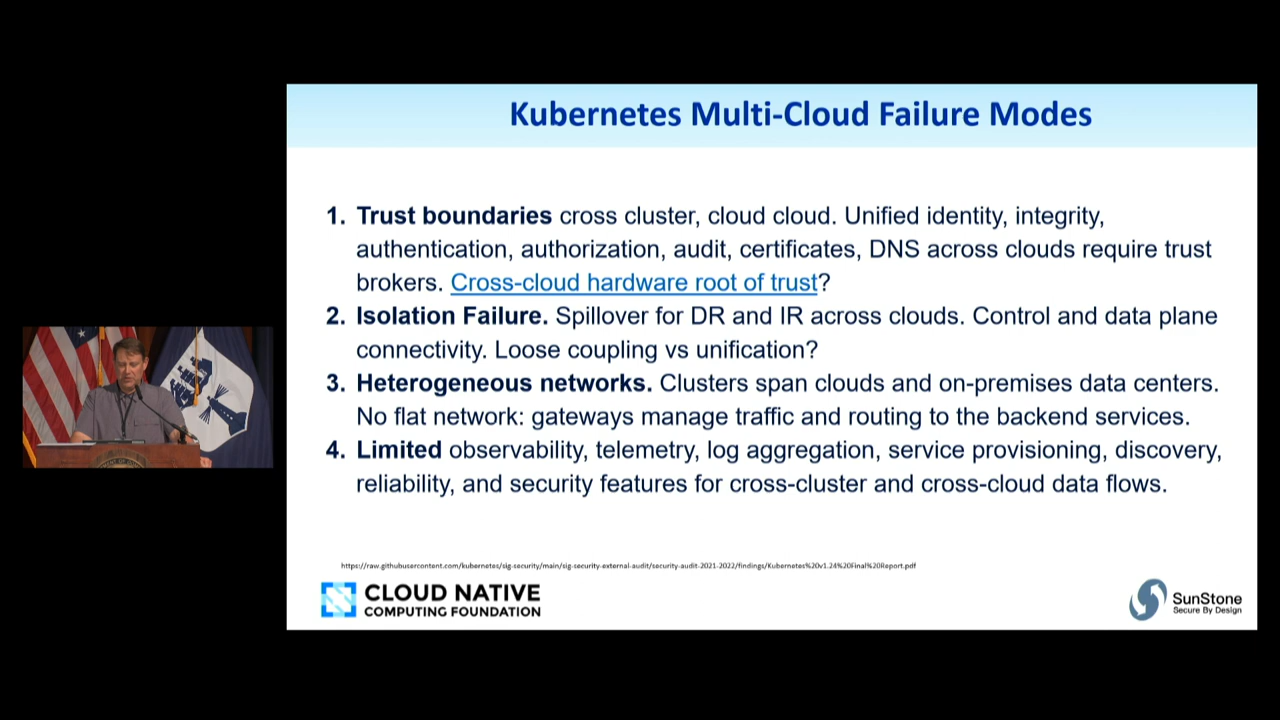 Kubernetes Multi-Cloud Failure Modes
1. Trust boundaries cross cluster, cloud cloud. Unified identity, integrity,
authentication, authorization, audit, certificates, DNS across clouds require trust
brokers. Cross-cloud hardware root of trust?
2. Isolation Failure. Spillover for DR and IR across clouds. Control and data plane
connectivity. Loose coupling vs unification?
3. Heterogeneous networks. Clusters span clouds and on-premises data centers.
No flat network: gateways manage traffic and routing to the backend services.
4. Limited observability, telemetry, log aggregation, service provisioning, discovery,
reliability, and security features for cross-cluster and cross-cloud data flows.
https://raw.githubusercontent.com/kubernetes/sig-security/main/sig-security-external-audit/security-audit-2021-2022/findings/Kubernetes%20v1.24%20Final%20Report.pdf
CLOUD NATIVE
COMPUTING FOUNDATION
SunStone
Secure By Design